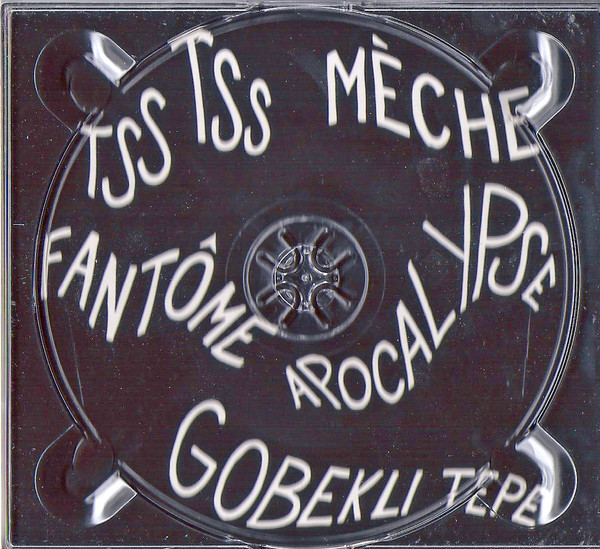 TSS TSS
MÈCHE
FANTÔME
APOCALYPSE
GOBEKLI TEPE